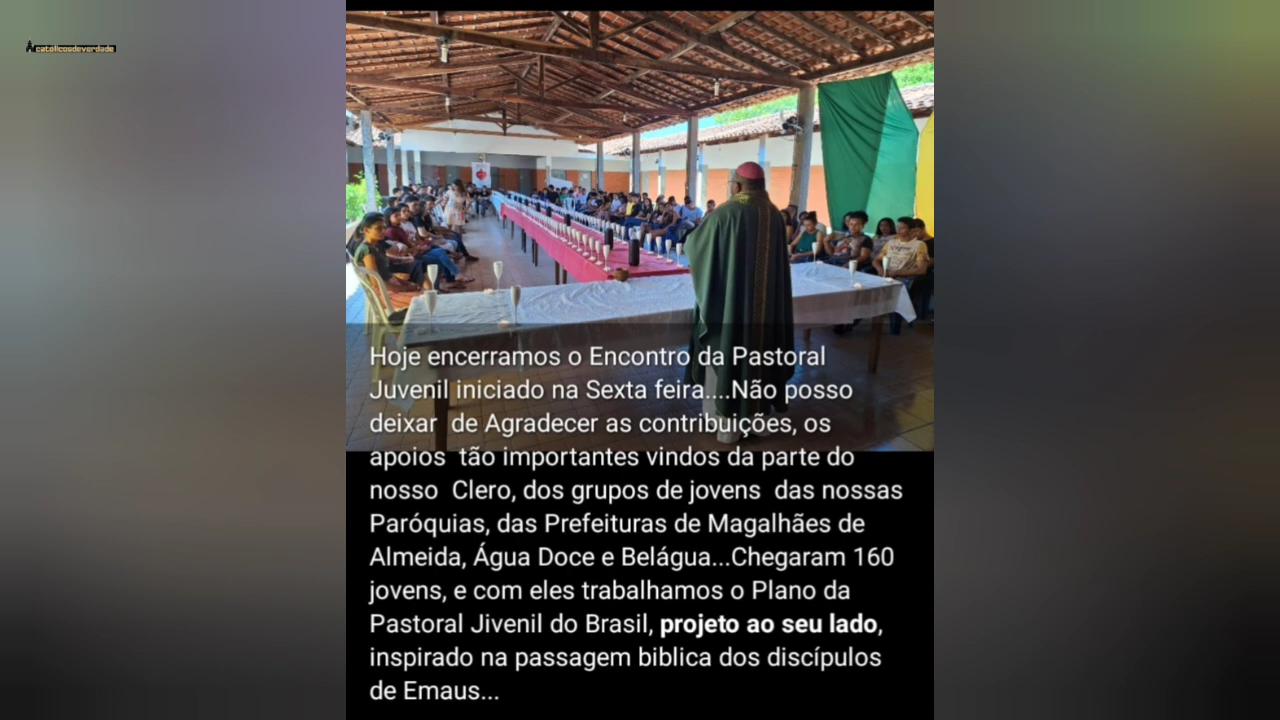 catolicosdeverdade
Hoje encerramos o Encontro da Pastoral
Juvenil iniciado na Sexta feira....Não posso
deixar de Agradecer as contribuições, os
apoios tão importantes vindos da parte do
nosso Clero, dos grupos de jovens das nossas
Paróquias, das Prefeituras de Magalhães de
Almeida, Água Doce e Belágua...Chegaram 160
jovens, e com eles trabalhamos o Plano da
Pastoral Jivenil do Brasil, projeto ao seu lado,
inspirado na passagem biblica dos discípulos
de Emaus...